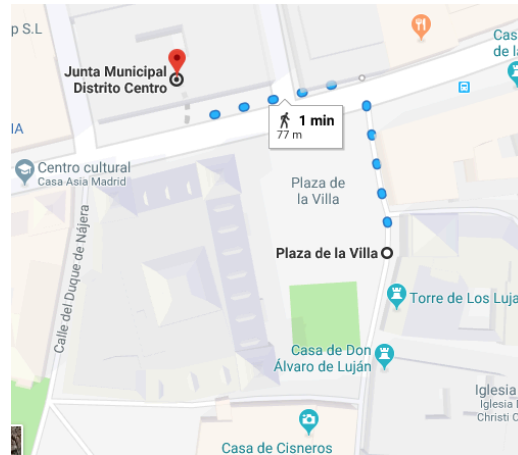 p S.L
Cas
de la
Junta Municipal
Distrito Centro
1 min
77 m
IA
Centro cultural
Casa Asia Madrid
Plaza de
la Villa
Calle del Duque de Nájera
Plaza de la Villa
Torre de Los Luja
Casa de Don
Álvaro de Luján
Iglesia
Iglesia
Christi C
Casa de Cisneros